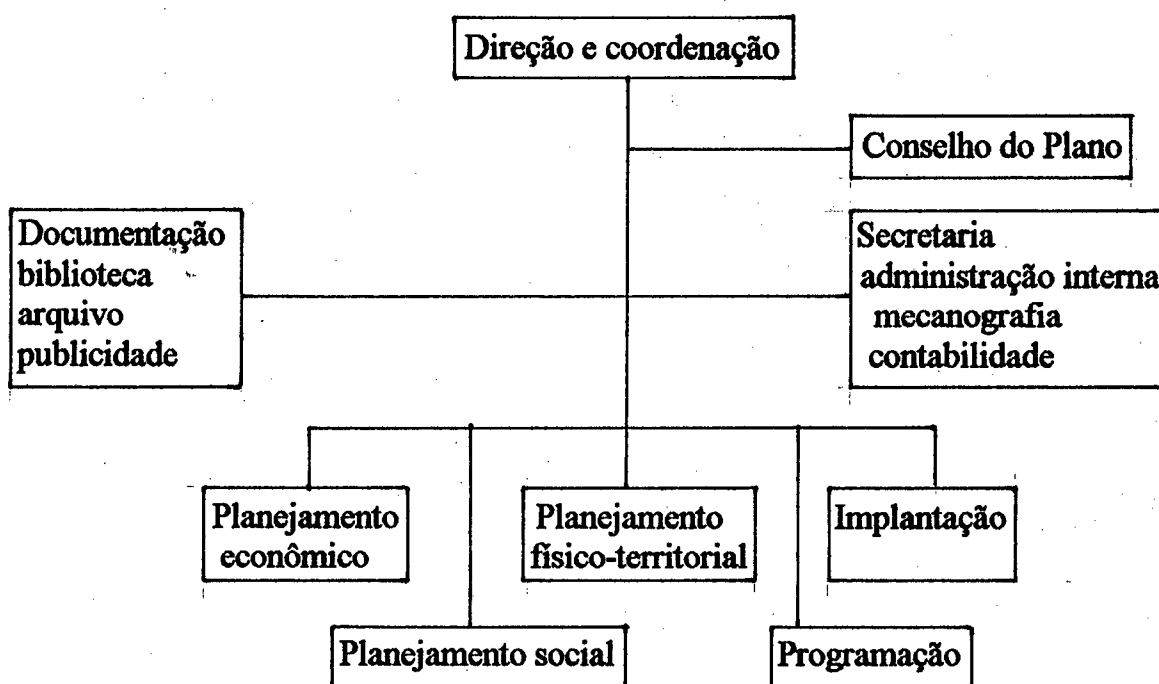 Direção e coordenação
Conselho do Plano
Documentação
biblioteca
arquivo
publicidade
Secretaria
administração interna
mecanografia
contabilidade
Planejamento
econômico
Planejamento
físico-territorial
Implantação
Planejamento social
Programação